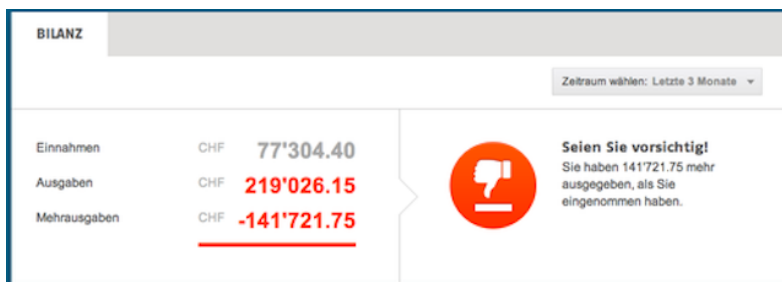 BILANZ
Zeitraum wählen: Letzte 3 Monate
Einnahmen CHF 77'304.40
Ausgaben CHF 219'026.15
Mehrausgaben CHF -141'721.75
Seien Sie vorsichtig!
Sie haben 141'721.75 mehr
ausgegeben, als Sie
eingenommen haben.